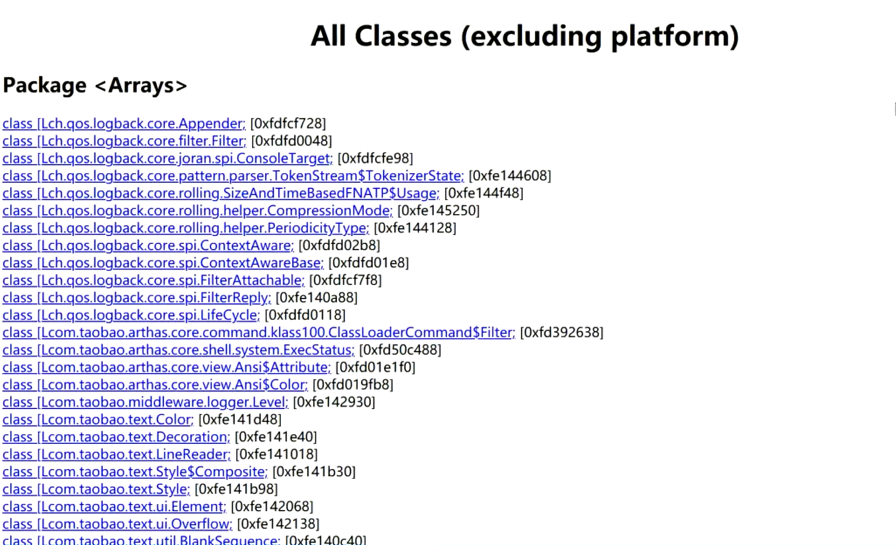 All Classes (excluding platform)
Package <Arrays>
class [Lch.qos.logback.core.Appender; [0xfdfcf728]
class [Lch.qos.logback.core.filter.Filter; [0xfdfd0048]
class [Lch.qos.logback.core.joran.spi.ConsoleTarget; [0xfdfcfe98]
class [Lch.qos.logback.core.pattern.parser.TokenStream$TokenizerState; [0xfe144608]
class [Lch.qos.logback.core.rolling.SizeAndTimeBasedFNATP$Usage; [0xfe144f48]
class [Lch.qos.logback.core.rolling.helper.CompressionMode; [0xfe145250]
class [Lch.qos.logback.core.rolling.helper.PeriodicityType; [0xfe144128]
class [Lch.qos.logback.core.spi.ContextAware; [0xfdfd02b8]
class [Lch.qos.logback.core.spi.ContextAwareBase; [0xfdfd01e8]
class [Lch.qos.logback.core.spi.FilterAttachable; [0xfdfcf7f8]
class [Lch.qos.logback.core.spi.FilterReply; [0xfe140a88]
class [Lch.qos.logback.core.spi.LifeCycle; [0xfdfd0118]
class [Lcom.taobao.arthas.core.command.klass100.ClassLoaderCommand$Filter; [0xfd392638]
class [Lcom.taobao.arthas.core.shell.system.ExecStatus; [0xfd50c488]
class [Lcom.taobao.arthas.core.view.Ansi$Attribute; [0xfd01e1f0]
class [Lcom.taobao.arthas.core.view.Ansi$Color; [0xfd019fb8]
class [Lcom.taobao.middleware.logger.Level; [0xfe142930]
class [Lcom.taobao.text.Color; [0xfe141d48]
class [Lcom.taobao.text.Decoration; [0xfe141e40]
class [Lcom.taobao.text.LineReader; [0xfe141018]
class [Lcom.taobao.text.Style$Composite; [0xfe141b30]
class [Lcom.taobao.text.Style; [0xfe141b98]
class [Lcom.taobao.text.ui.Element; [0xfe142068]
class [Lcom.taobao.text.ui.Overflow; [0xfe142138]
class [Lcom.taobao.text.util.BlankSequence; [0xfe140c40]